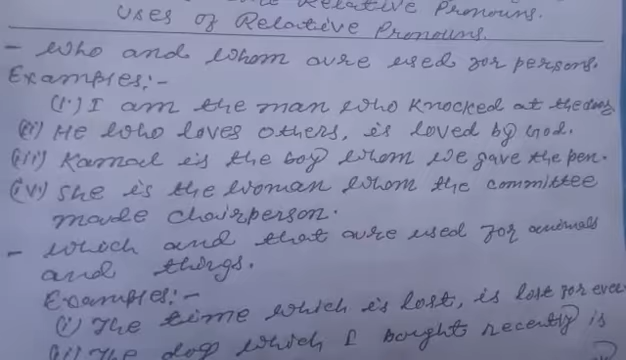 Relative Pronouns.
Uses of Relative Pronouns.
- Who and whom are used for persons.
Examples:-
(i) I am the man who knocked at the door
(ii) He who loves others, is loved by God.
(iii) Kamal is the boy whom we gave the pen.
(iv) She is the woman whom the committee
made chairperson.
- Which and that are used for animals
and things.
Examples:-
(i) The time which is lost, is lost for ever
(ii) The dog which I bought recently is